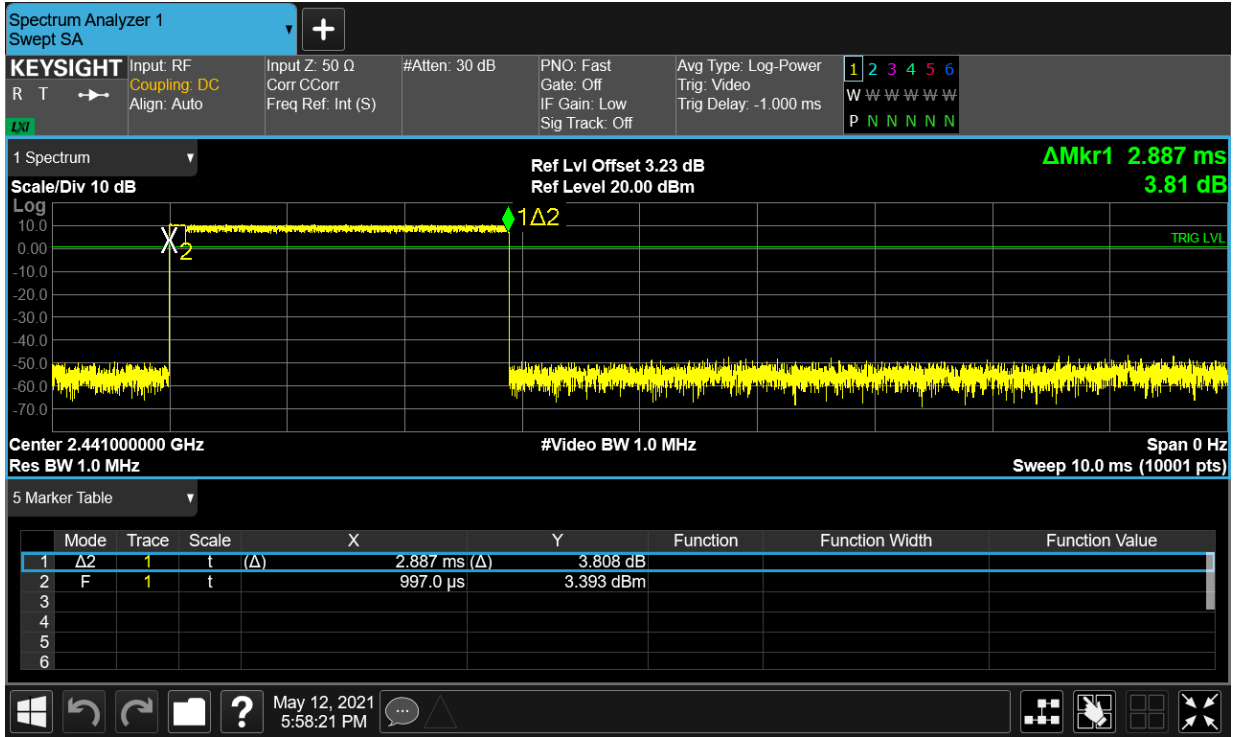 Spectrum Analyzer 1
Swept SA
KEYSIGHT
R T
LXI
Input: RF
Coupling: DC
Align: Auto
Input Z: 50 Ω
Corr CCorr
Freq Ref: Int (S)
#Atten: 30 dB
PNO: Fast
Gate: Off
IF Gain: Low
Sig Track: Off
Avg Type: Log-Power
Trig: Video
Trig Delay: -1.000 ms
1 2 3 4 5 6
W W W W W W
P N N N N N
1 Spectrum
Scale/Div 10 dB
Ref Lvl Offset 3.23 dB
Ref Level 20.00 dBm
ΔMkr1 2.887 ms
3.81 dB
Log
10.0
0.00
-10.0
-20.0
-30.0
-40.0
-50.0
-60.0
-70.0
X
2
1Δ2
TRIG LVL
Center 2.441000000 GHz
Res BW 1.0 MHz
#Video BW 1.0 MHz
Span 0 Hz
Sweep 10.0 ms (10001 pts)
5 Marker Table
Mode Trace Scale X Y Function Function Width Function Value
1 Δ2 1 t (Δ) 2.887 ms (Δ) 3.808 dB
2 F 1 t 997.0 µs 3.393 dBm
3
4
5
6
?
May 12, 2021
5:58:21 PM